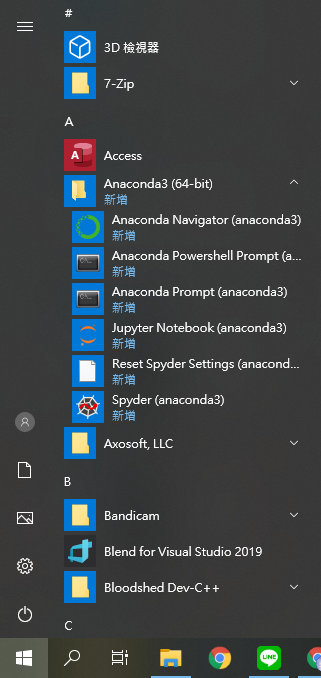 #
3D 檢視器
7-Zip
A
Access
Anaconda3 (64-bit)
新增
Anaconda Navigator (anaconda3)
新增
Anaconda Powershell Prompt (a...
新增
Anaconda Prompt (anaconda3)
新增
Jupyter Notebook (anaconda3)
新增
Reset Spyder Settings (anacond...
新增
Spyder (anaconda3)
新增
Axosoft, LLC
B
Bandicam
Blend for Visual Studio 2019
Bloodshed Dev-C++
C
LINE